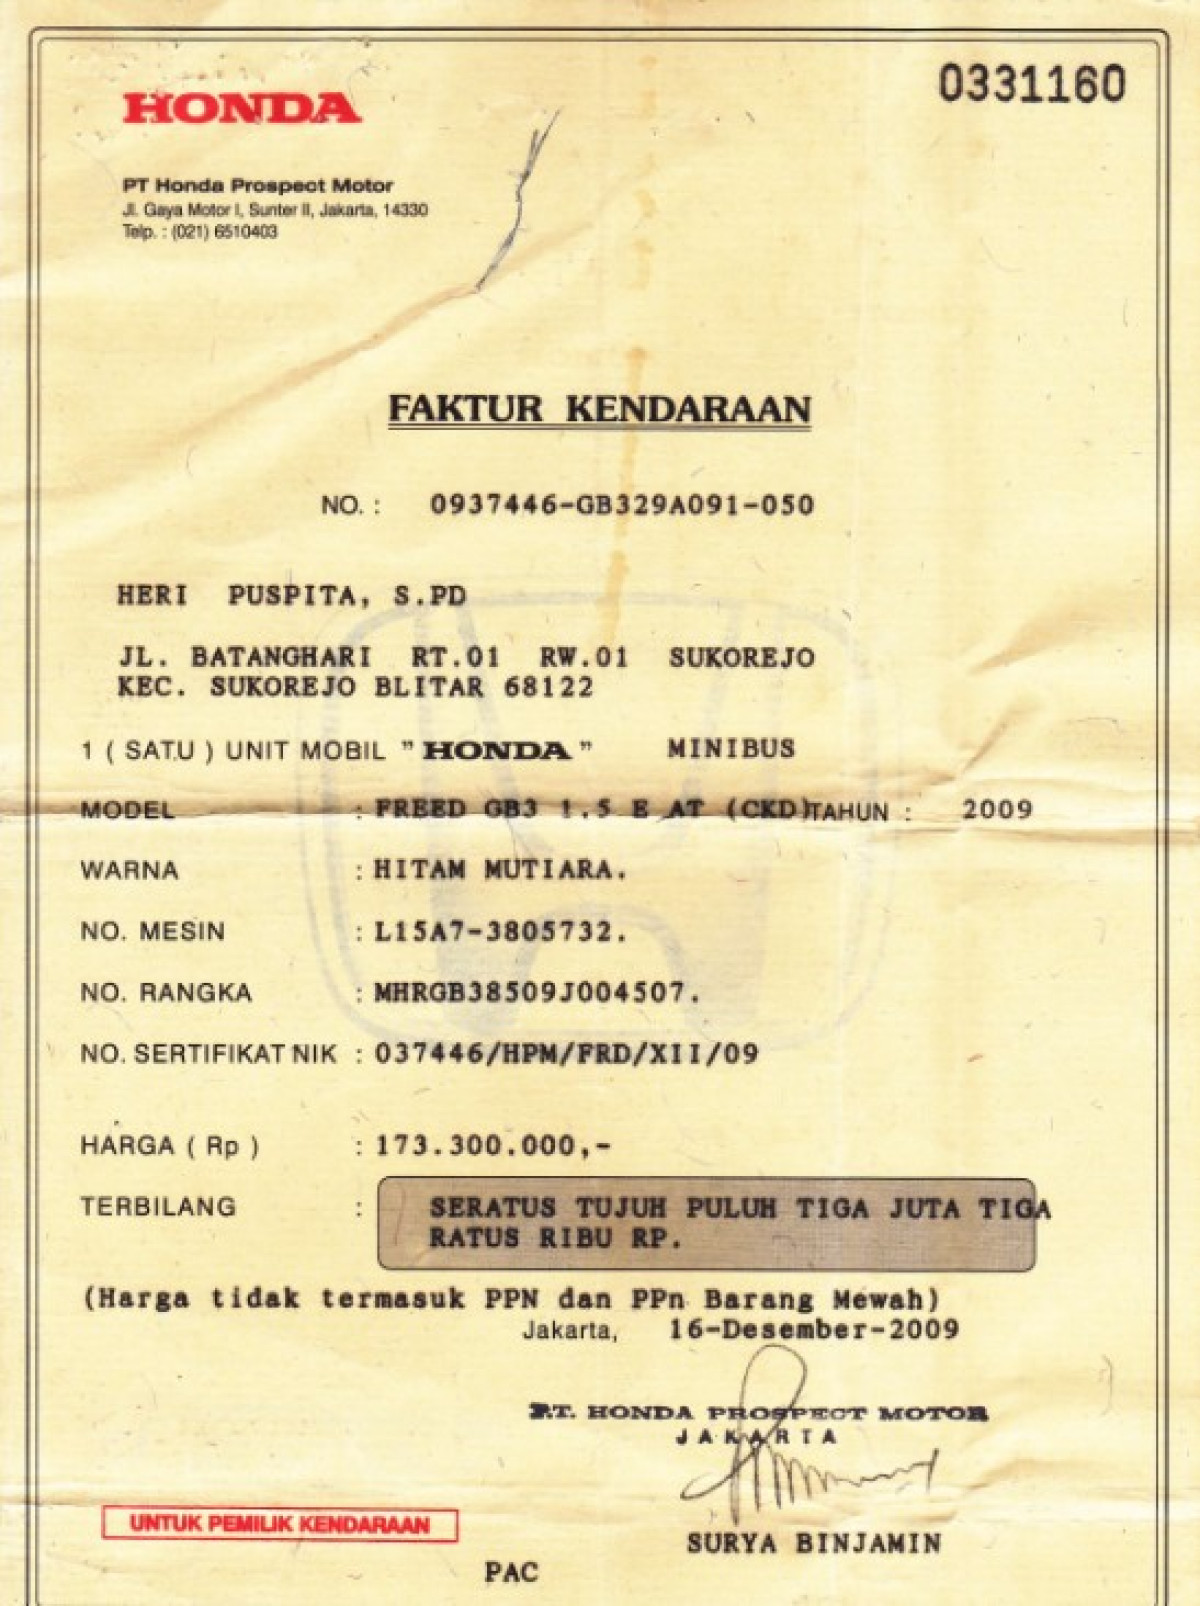 0331160
HONDA
PT Honda Prospect Motor
Jl. Gaya Motor I, Sunter II, Jakarta, 14330
Telp. : (021) 6510403
FAKTUR KENDARAAN
NO. : 0937446-GB329A091-050
HERI PUSPITA, S.PD
JL. BATANGHARI RT.01 RW.01 SUKOREJO
KEC. SUKOREJO BLITAR 68122
1 ( SATU ) UNIT MOBIL " HONDA " MINIBUS
MODEL : FREED GB3 1.5 E AT (CKD) TAHUN : 2009
WARNA : HITAM MUTIARA.
NO. MESIN : L15A7-3805732.
NO. RANGKA : MHRGB38509J004507.
NO. SERTIFIKAT NIK : 037446/HPM/FRD/XII/09
HARGA ( Rp ) : 173.300.000,-
TERBILANG : SERATUS TUJUH PULUH TIGA JUTA TIGA
RATUS RIBU RP.
(Harga tidak termasuk PPN dan PPn Barang Mewah)
Jakarta, 16-Desember-2009
P.T. HONDA PROSPECT MOTOR
JAKARTA
UNTUK PEMILIK KENDARAAN
SURYA BINJAMIN
PAC